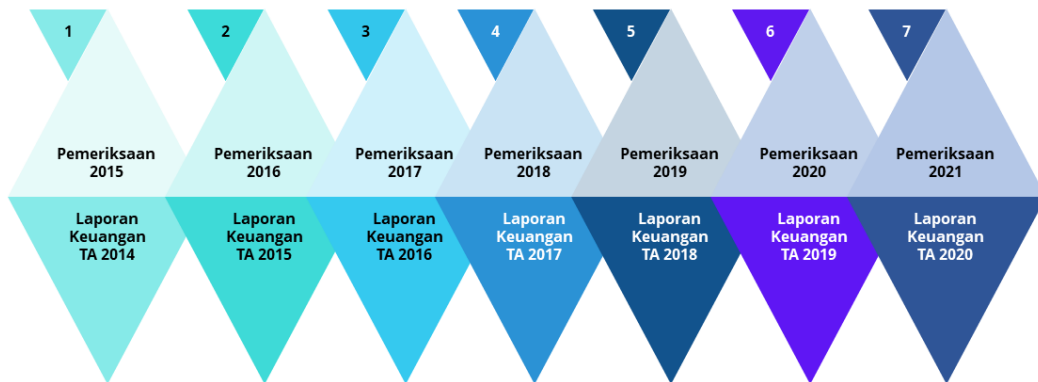 1
Pemeriksaan
2015
Laporan
Keuangan
TA 2014
2
Pemeriksaan
2016
Laporan
Keuangan
TA 2015
3
Pemeriksaan
2017
Laporan
Keuangan
TA 2016
4
Pemeriksaan
2018
Laporan
Keuangan
TA 2017
5
Pemeriksaan
2019
Laporan
Keuangan
TA 2018
6
Pemeriksaan
2020
Laporan
Keuangan
TA 2019
7
Pemeriksaan
2021
Laporan
Keuangan
TA 2020